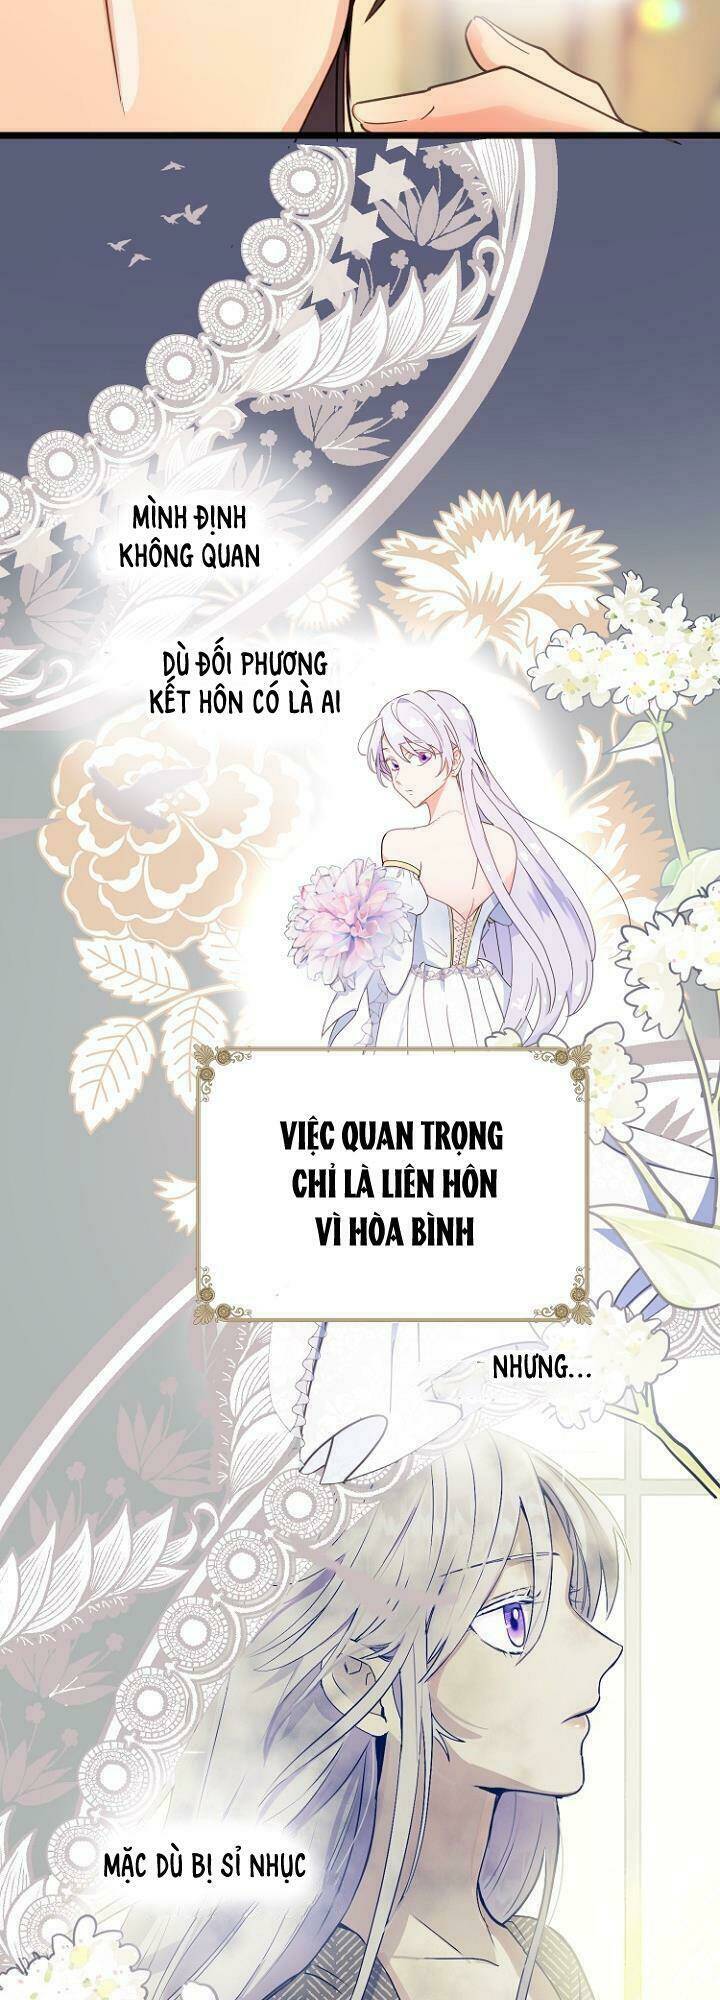 MÌNH ĐỊNH
KHÔNG QUAN
DÙ ĐỐI PHƯƠNG
KẾT HÔN CÓ LÀ AI
VIỆC QUAN TRỌNG
CHỈ LÀ LIÊN HÔN
VÌ HÒA BÌNH
NHƯNG...
MẶC DÙ BỊ SỈ NHỤC